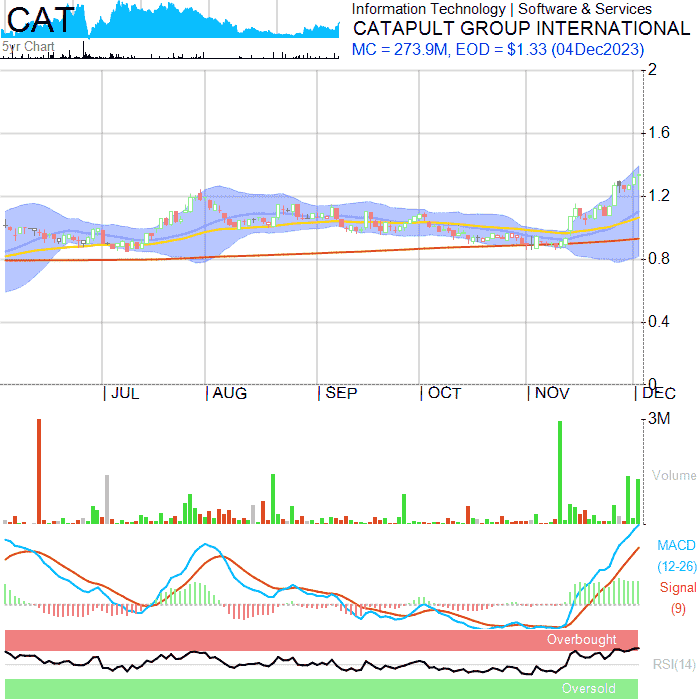 CAT
5yr Chart
Information Technology | Software & Services
CATAPULT GROUP INTERNATIONAL
MC = 273.9M, EOD = $1.33 (04Dec2023)
2
1.6
1.2
0.8
0.4
0
JUL AUG SEP OCT NOV DEC
3M
Volume
MACD
(12-26)
Signal
(9)
Overbought
RSI(14)
Oversold